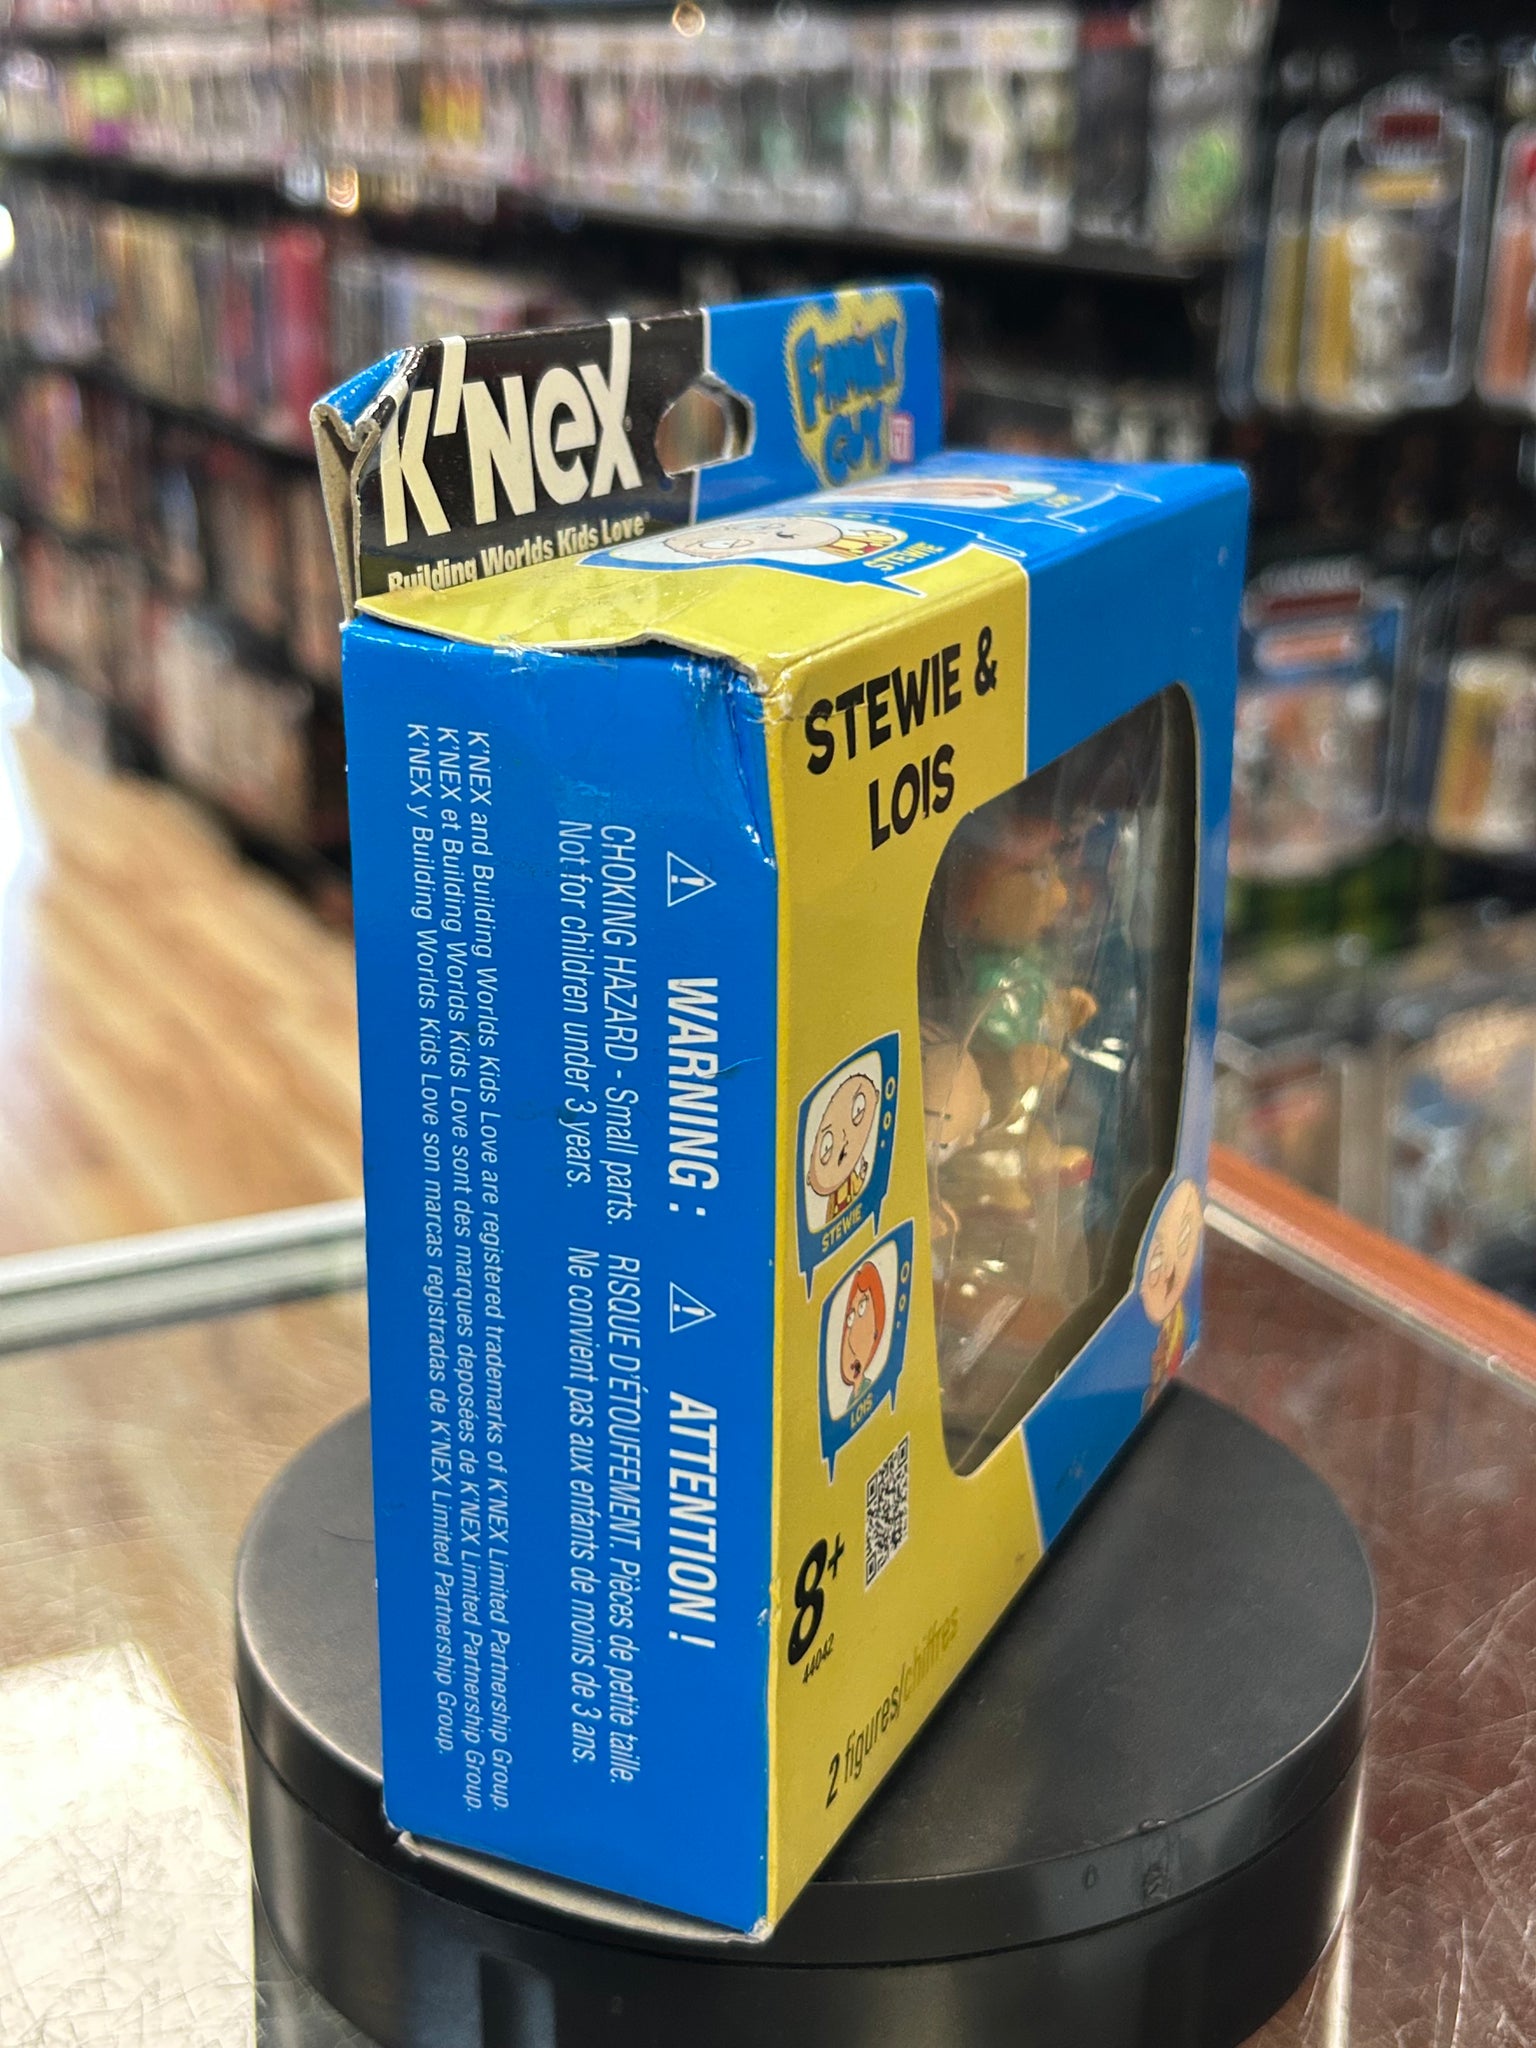 K'NEX
Building Worlds Kids Love
FAMILY
GUY
STEWIE
LOIS
STEWIE &
LOIS
STEWIE
LOIS
8+
44042
2 figures/chiffres
⚠ WARNING : ⚠ ATTENTION !
CHOKING HAZARD - Small parts. RISQUE D'ÉTOUFFEMENT. Pièces de petite taille.
Not for children under 3 years. Ne convient pas aux enfants de moins de 3 ans.
K'NEX and Building Worlds Kids Love are registered trademarks of K'NEX Limited Partnership Group.
K'NEX et Building Worlds Kids Love sont des marques deposées de K'NEX Limited Partnership Group.
K'NEX y Building Worlds Kids Love son marcas registradas de K'NEX Limited Partnership Group.